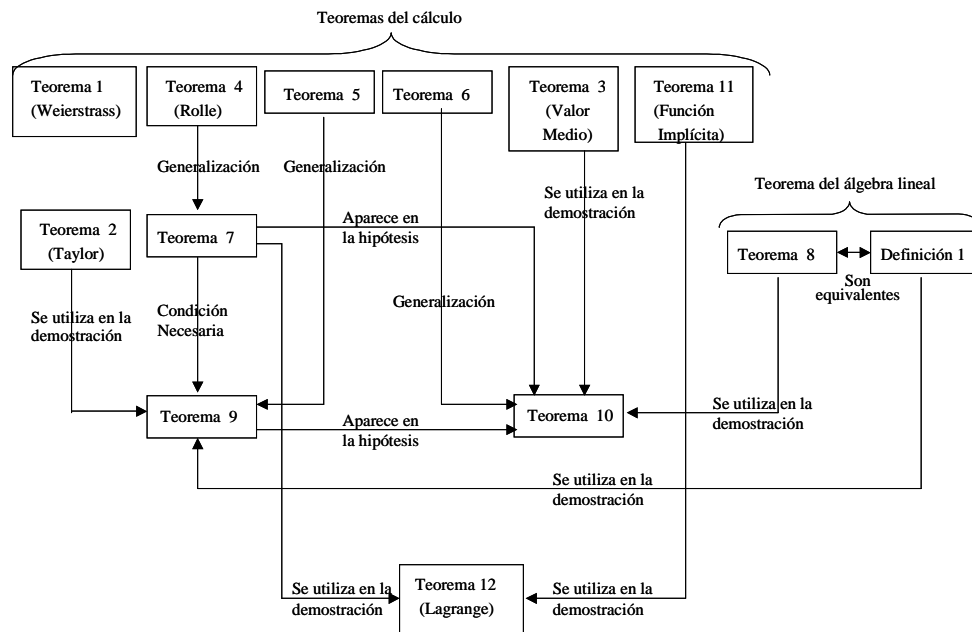 Teoremas del cálculo
Teorema 1
(Weierstrass)
Teorema 4
(Rolle)
Teorema 5
Teorema 6
Teorema 3
(Valor
Medio)
Teorema 11
(Función
Implícita)
Generalización
Generalización
Se utiliza en la
demostración
Teorema del álgebra lineal
Teorema 2
(Taylor)
Teorema 7
Aparece en
la hipótesis
Teorema 8
Definición 1
Son
equivalentes
Se utiliza en la
demostración
Condición
Necesaria
Generalización
Teorema 9
Aparece en
la hipótesis
Teorema 10
Se utiliza en la
demostración
Se utiliza en la
demostración
Se utiliza en la
demostración
Teorema 12
(Lagrange)
Se utiliza en la
demostración